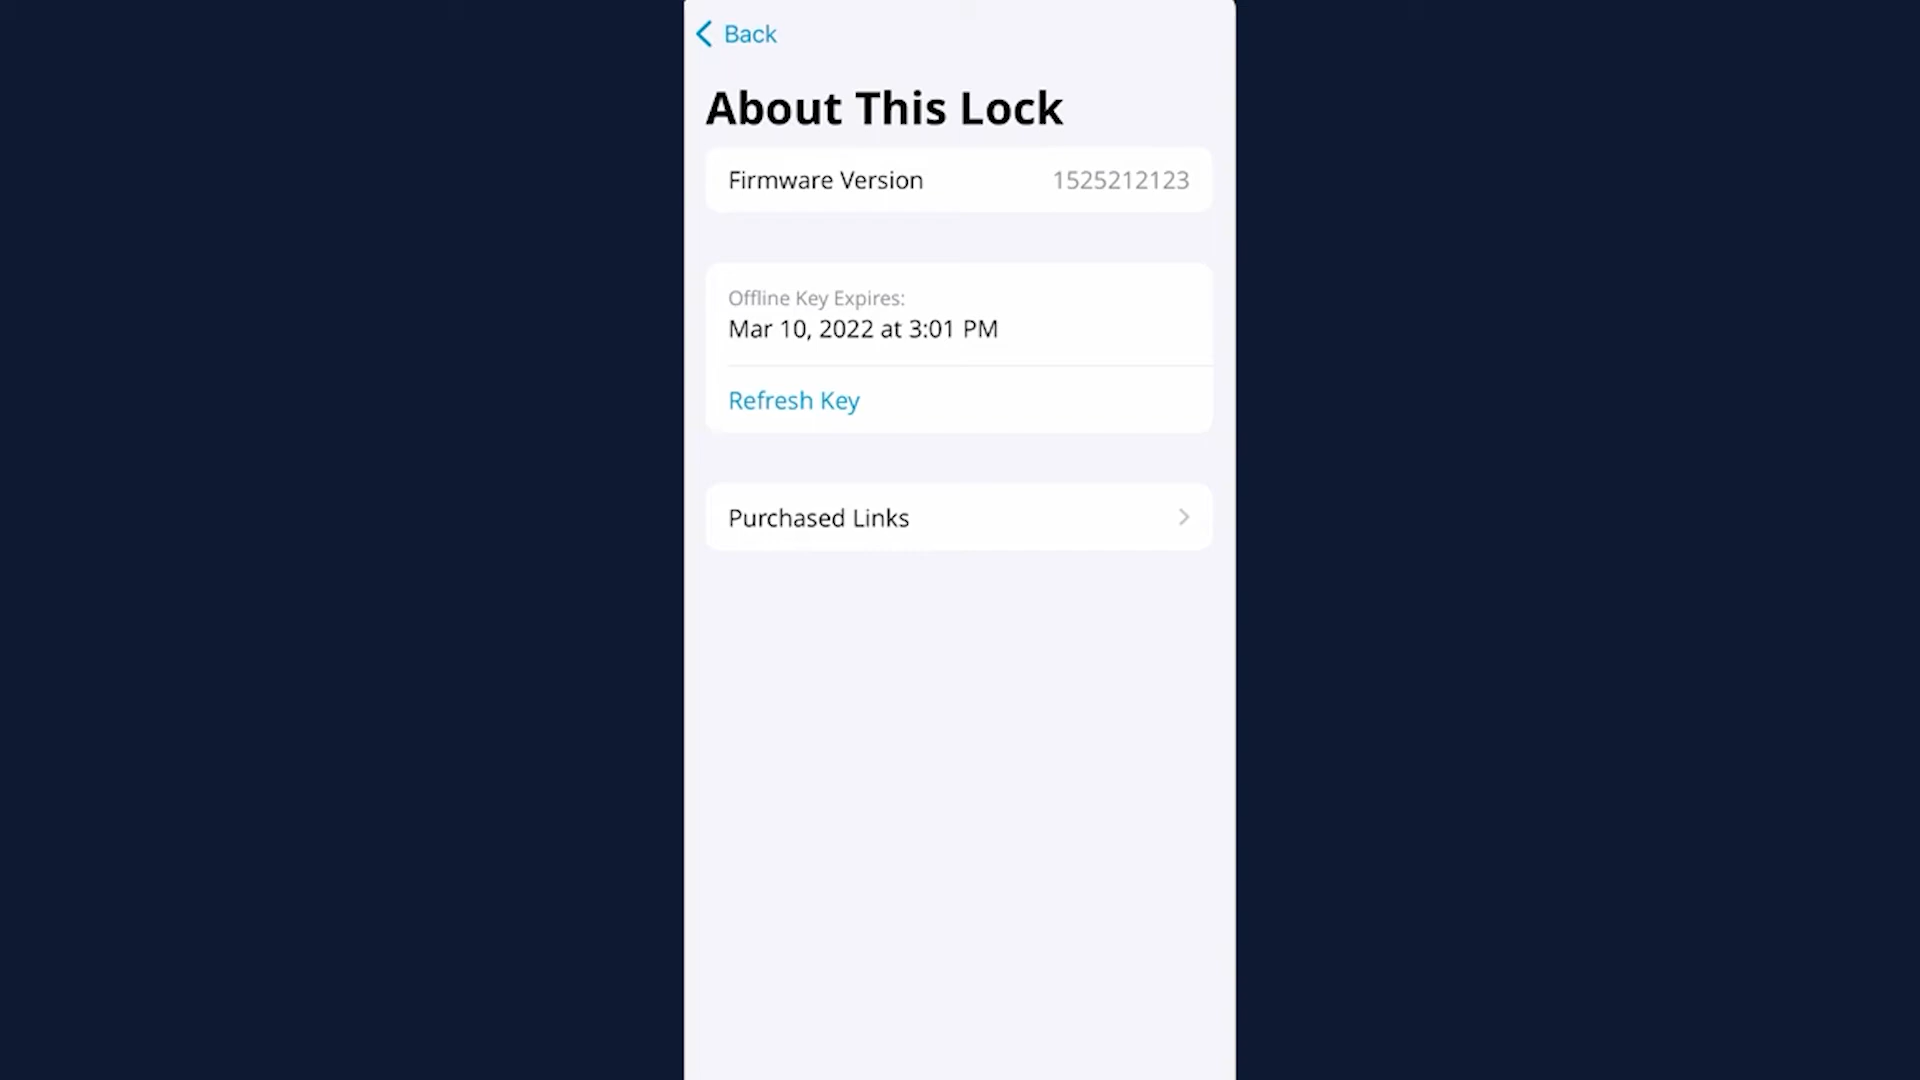 Back
About This Lock
Firmware Version 1525212123
Offline Key Expires:
Mar 10, 2022 at 3:01 PM
Refresh Key
Purchased Links